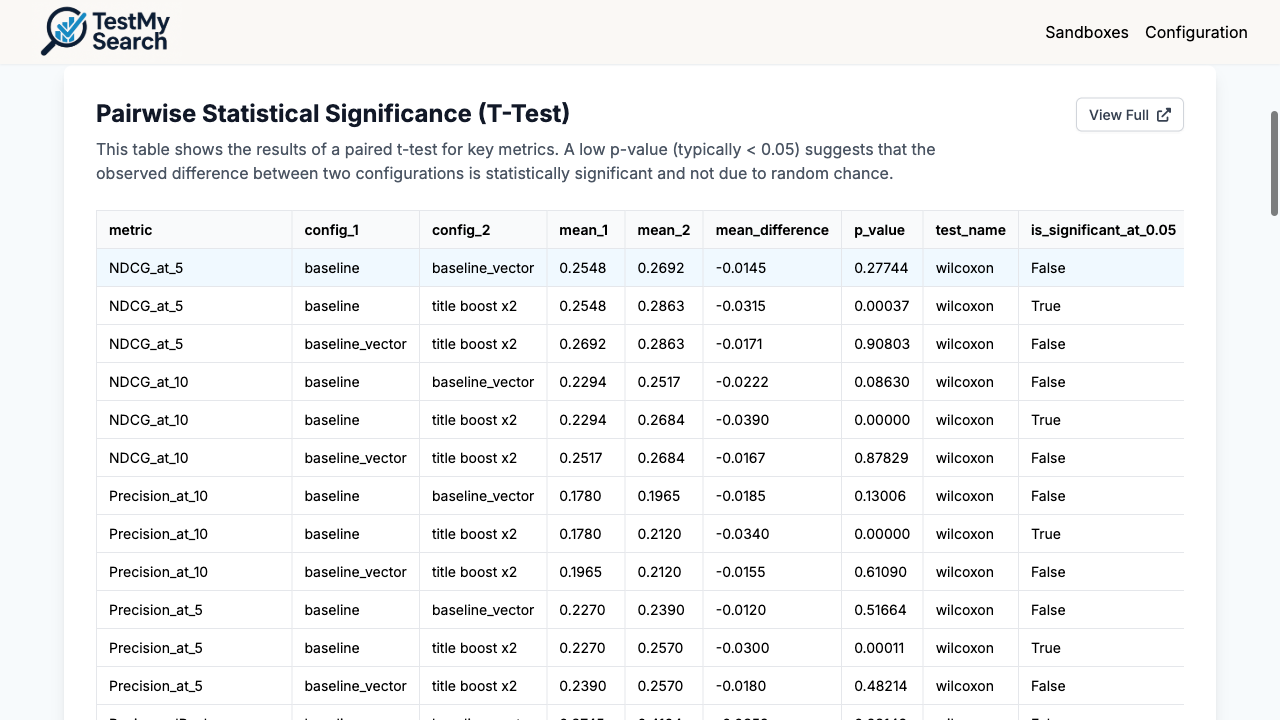 TestMy
Search
Sandboxes Configuration
Pairwise Statistical Significance (T-Test)
View Full
This table shows the results of a paired t-test for key metrics. A low p-value (typically < 0.05) suggests that the
observed difference between two configurations is statistically significant and not due to random chance.
metric config_1 config_2 mean_1 mean_2 mean_difference p_value test_name is_significant_at_0.05
NDCG_at_5 baseline baseline_vector 0.2548 0.2692 -0.0145 0.27744 wilcoxon False
NDCG_at_5 baseline title boost x2 0.2548 0.2863 -0.0315 0.00037 wilcoxon True
NDCG_at_5 baseline_vector title boost x2 0.2692 0.2863 -0.0171 0.90803 wilcoxon False
NDCG_at_10 baseline baseline_vector 0.2294 0.2517 -0.0222 0.08630 wilcoxon False
NDCG_at_10 baseline title boost x2 0.2294 0.2684 -0.0390 0.00000 wilcoxon True
NDCG_at_10 baseline_vector title boost x2 0.2517 0.2684 -0.0167 0.87829 wilcoxon False
Precision_at_10 baseline baseline_vector 0.1780 0.1965 -0.0185 0.13006 wilcoxon False
Precision_at_10 baseline title boost x2 0.1780 0.2120 -0.0340 0.00000 wilcoxon True
Precision_at_10 baseline_vector title boost x2 0.1965 0.2120 -0.0155 0.61090 wilcoxon False
Precision_at_5 baseline baseline_vector 0.2270 0.2390 -0.0120 0.51664 wilcoxon False
Precision_at_5 baseline title boost x2 0.2270 0.2570 -0.0300 0.00011 wilcoxon True
Precision_at_5 baseline_vector title boost x2 0.2390 0.2570 -0.0180 0.48214 wilcoxon False